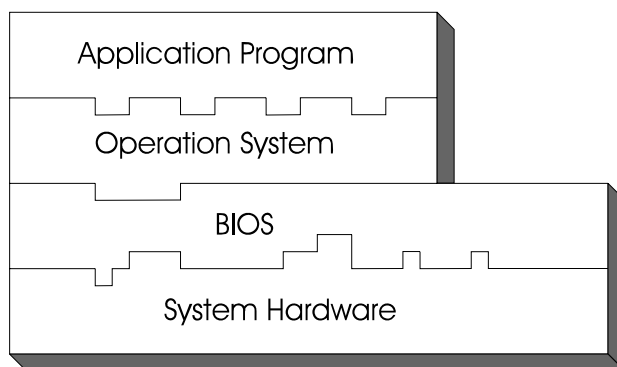 Application Program
Operation System
BIOS
System Hardware